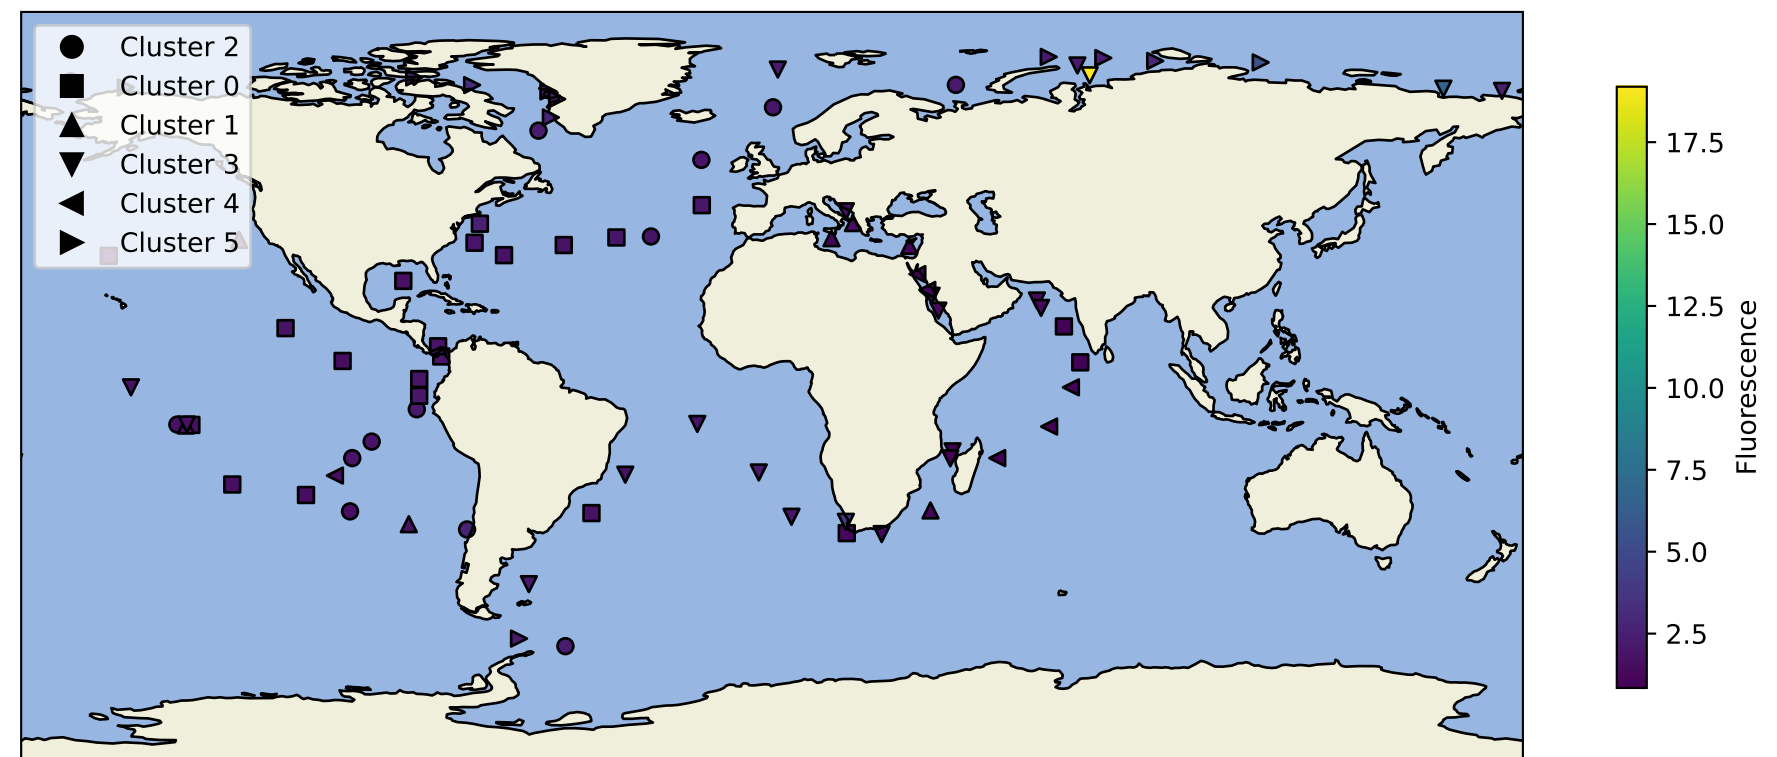 Cluster 2
Cluster 0
Cluster 1
Cluster 3
Cluster 4
Cluster 5
17.5
15.0
12.5
10.0
7.5
5.0
2.5
Fluorescence